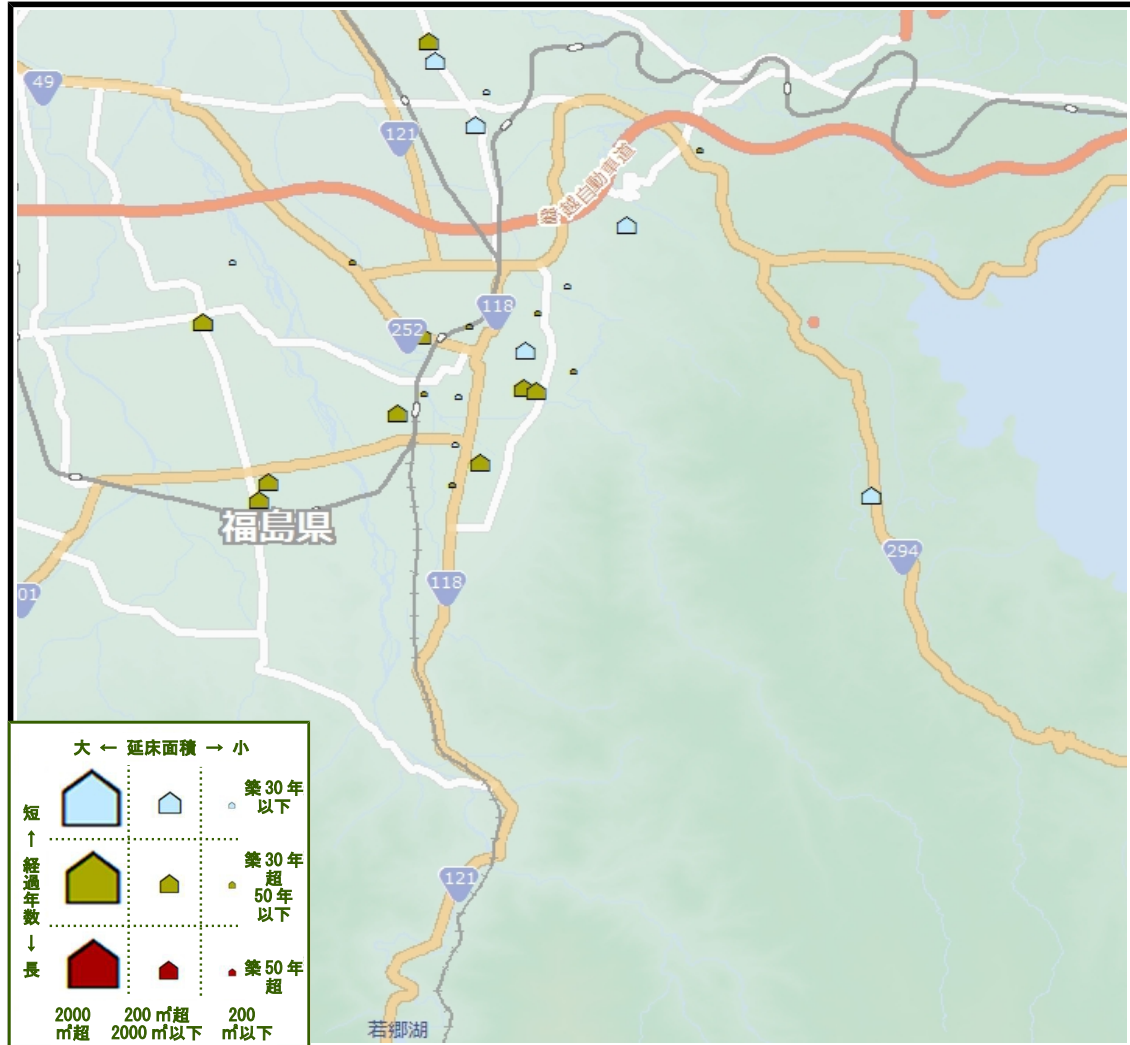 49
121
磐越自動車道
118
252
福島県
294
01
118
121
若郷湖
大 ← 延床面積 → 小
短
↑
経過年数
↓
長
築30年
以下
築30年
超
50年
以下
築50年
超
2000
㎡超
200㎡超
2000㎡以下
200
㎡以下